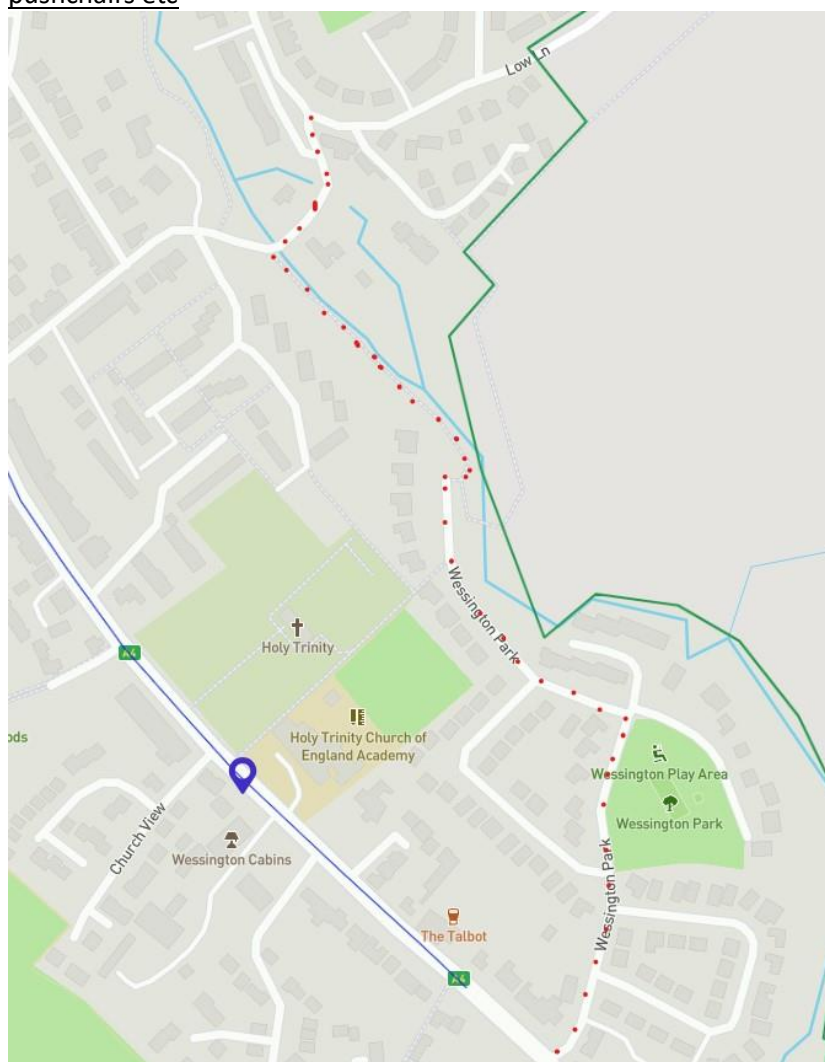 pushchairs etc
Low Ln
Wessington Park
Holy Trinity
A4
Holy Trinity Church of
England Academy
ods
Wessington Play Area
Wessington Park
Church View
Wessington Cabins
The Talbot
Wessington Park
A4